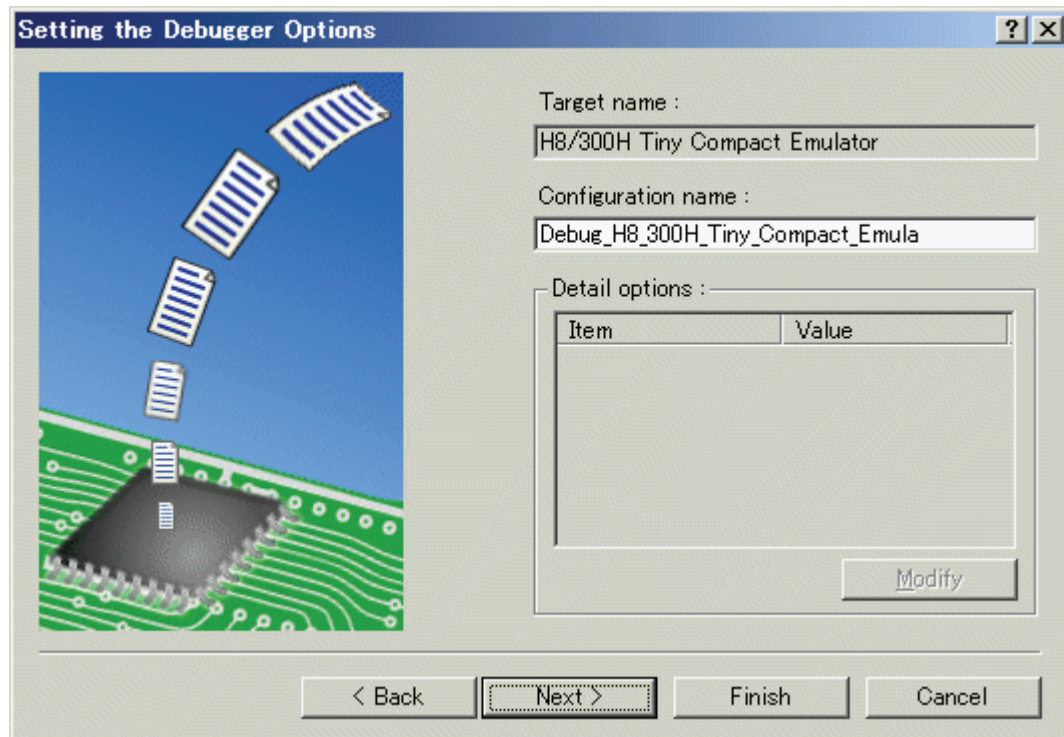 Setting the Debugger Options
Target name :
H8/300H Tiny Compact Emulator
Configuration name :
Debug_H8_300H_Tiny_Compact_Emula
Detail options :
Item Value
Modify
< Back Next > Finish Cancel